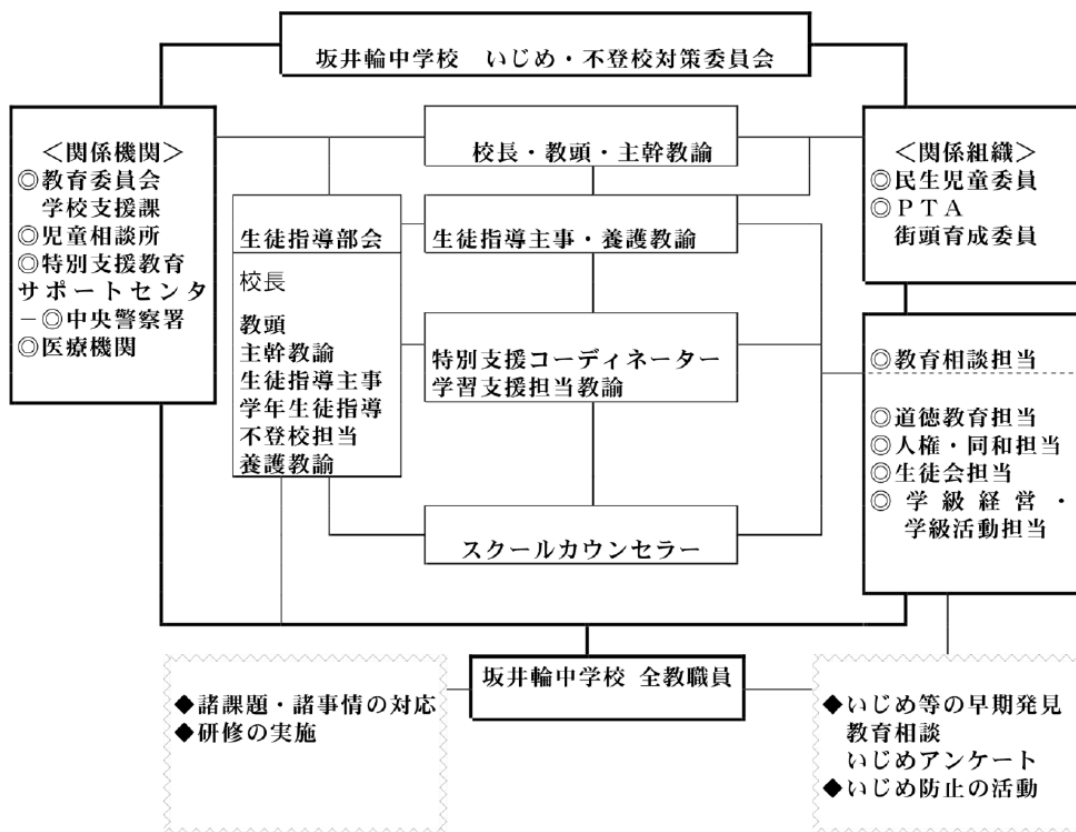 坂井輪中学校　いじめ・不登校対策委員会
＜関係機関＞
◎教育委員会
学校支援課
◎児童相談所
◎特別支援教育
サポートセンタ
－◎中央警察署
◎医療機関
校長・教頭・主幹教諭
＜関係組織＞
◎民生児童委員
◎ＰＴＡ
街頭育成委員
生徒指導部会
校長
教頭
主幹教諭
生徒指導主事
学年生徒指導
不登校担当
養護教諭
生徒指導主事・養護教諭
特別支援コーディネーター
学習支援担当教諭
スクールカウンセラー
◎教育相談担当
◎道徳教育担当
◎人権・同和担当
◎生徒会担当
◎学級経営・
学級活動担当
坂井輪中学校 全教職員
◆諸課題・諸事情の対応
◆研修の実施
◆いじめ等の早期発見
教育相談
いじめアンケート
◆いじめ防止の活動